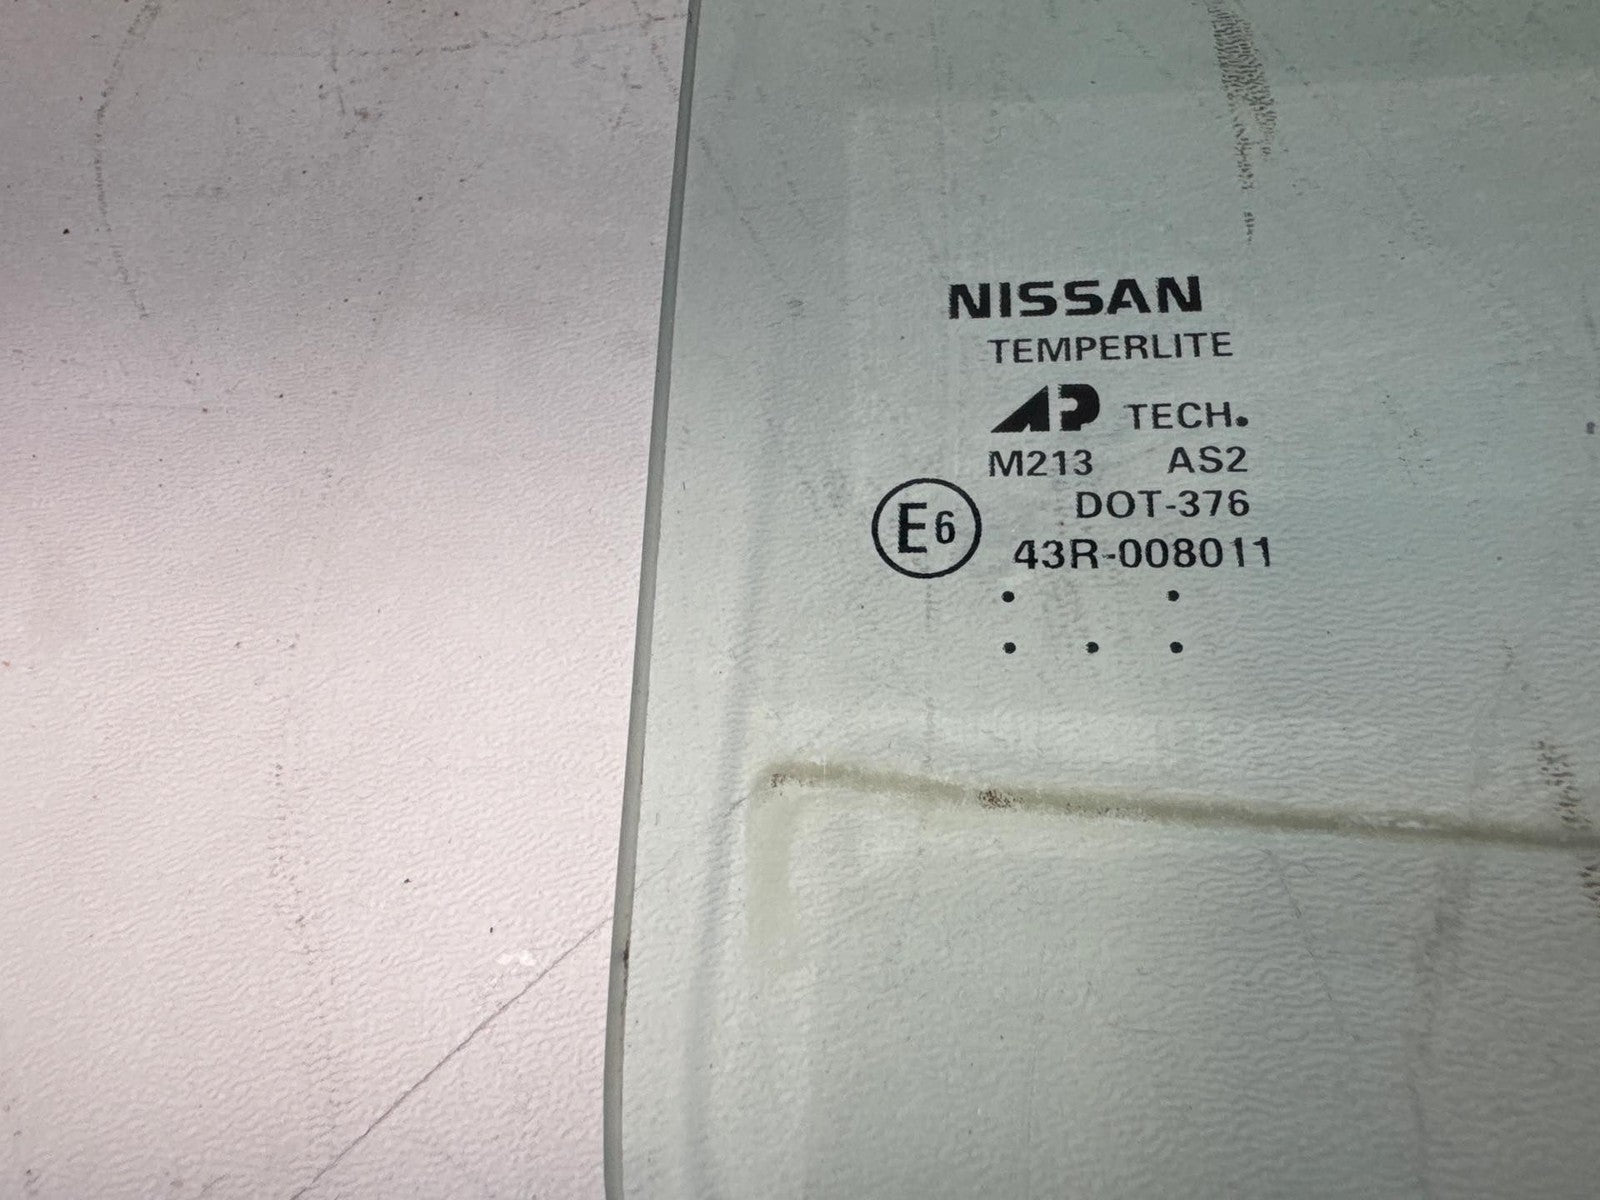 NISSAN
TEMPERLITE
AP TECH.
M213 AS2
DOT-376
E6 43R-008011